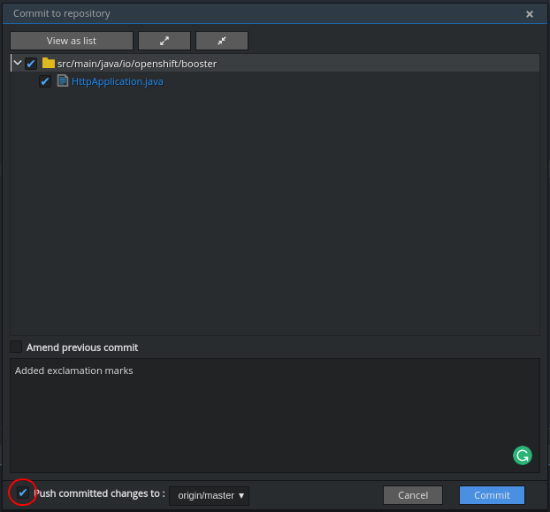 Commit to repository
View as list
src/main/java/io/openshift/booster
HttpApplication.java
Amend previous commit
Added exclamation marks
Push committed changes to : origin/master Cancel Commit